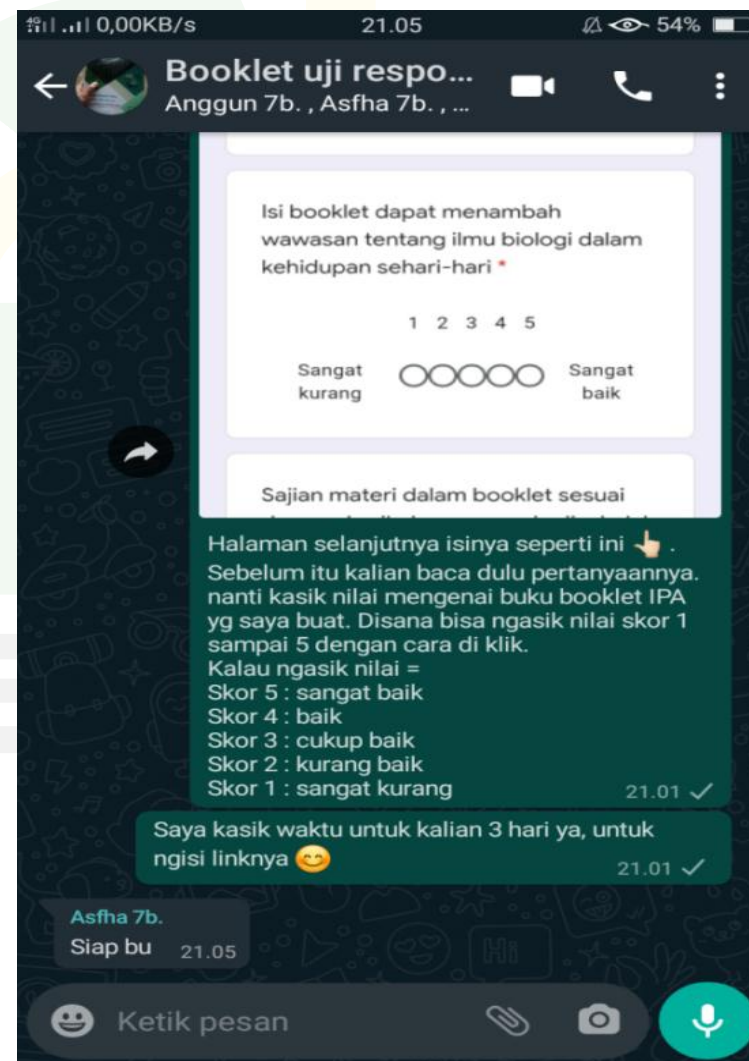 0,00KB/s 21.05 54%
Booklet uji respo...
Anggun 7b. , Asfha 7b. , ...
Isi booklet dapat menambah
wawasan tentang ilmu biologi dalam
kehidupan sehari-hari *
1 2 3 4 5
Sangat kurang
Sangat baik
Sajian materi dalam booklet sesuai
Halaman selanjutnya isinya seperti ini 👆🏻 .
Sebelum itu kalian baca dulu pertanyaannya.
nanti kasik nilai mengenai buku booklet IPA
yg saya buat. Disana bisa ngasik nilai skor 1
sampai 5 dengan cara di klik.
Kalau ngasik nilai =
Skor 5 : sangat baik
Skor 4 : baik
Skor 3 : cukup baik
Skor 2 : kurang baik
Skor 1 : sangat kurang
21.01
Saya kasik waktu untuk kalian 3 hari ya, untuk
ngisi linknya 😊
21.01
Asfha 7b.
Siap bu 21.05
Ketik pesan